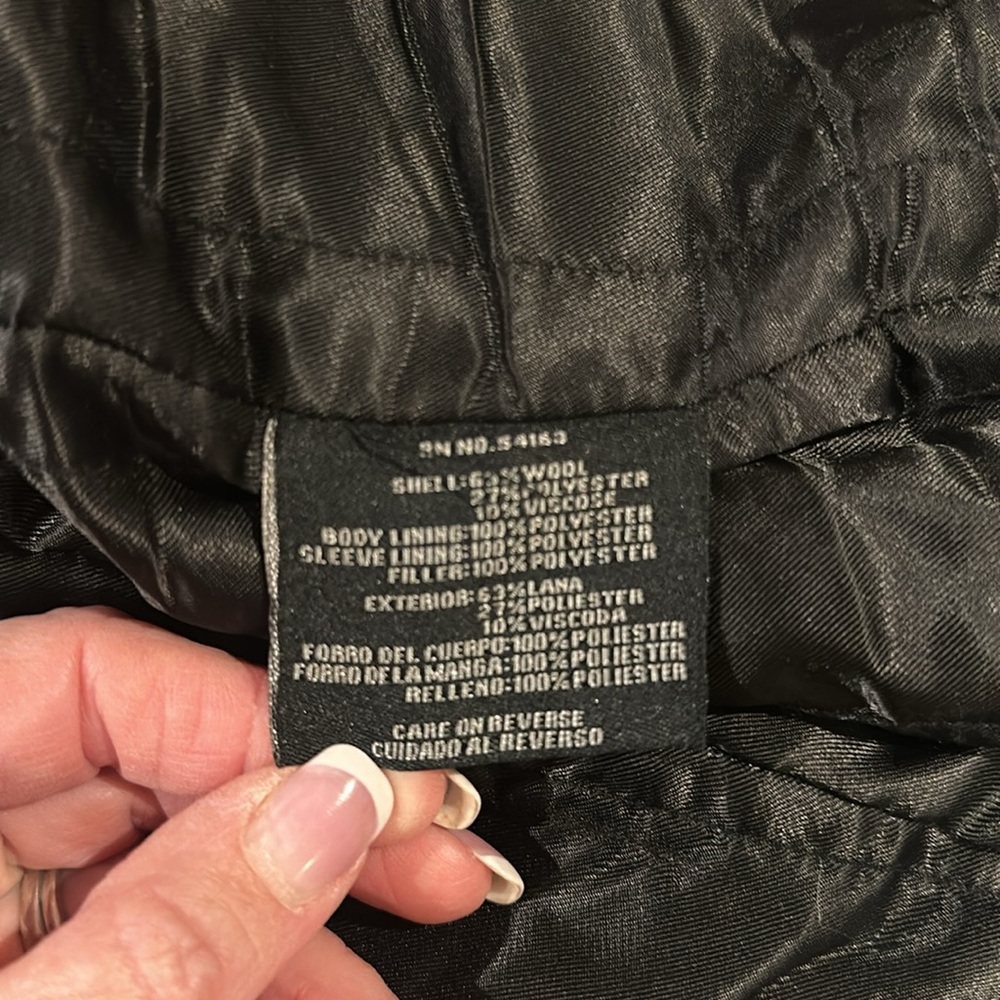 RN NO.54163
SHELL:63%WOOL
27%POLYESTER
10%VISCOSE
BODY LINING:100%POLYESTER
SLEEVE LINING:100%POLYESTER
FILLER:100%POLYESTER
EXTERIOR:63%LANA
27%POLIESTER
10%VISCODA
FORRO DEL CUERPO:100%POLIESTER
FORRO DE LA MANGA:100%POLIESTER
RELLENO:100%POLIESTER
CARE ON REVERSE
CUIDADO AL REVERSO